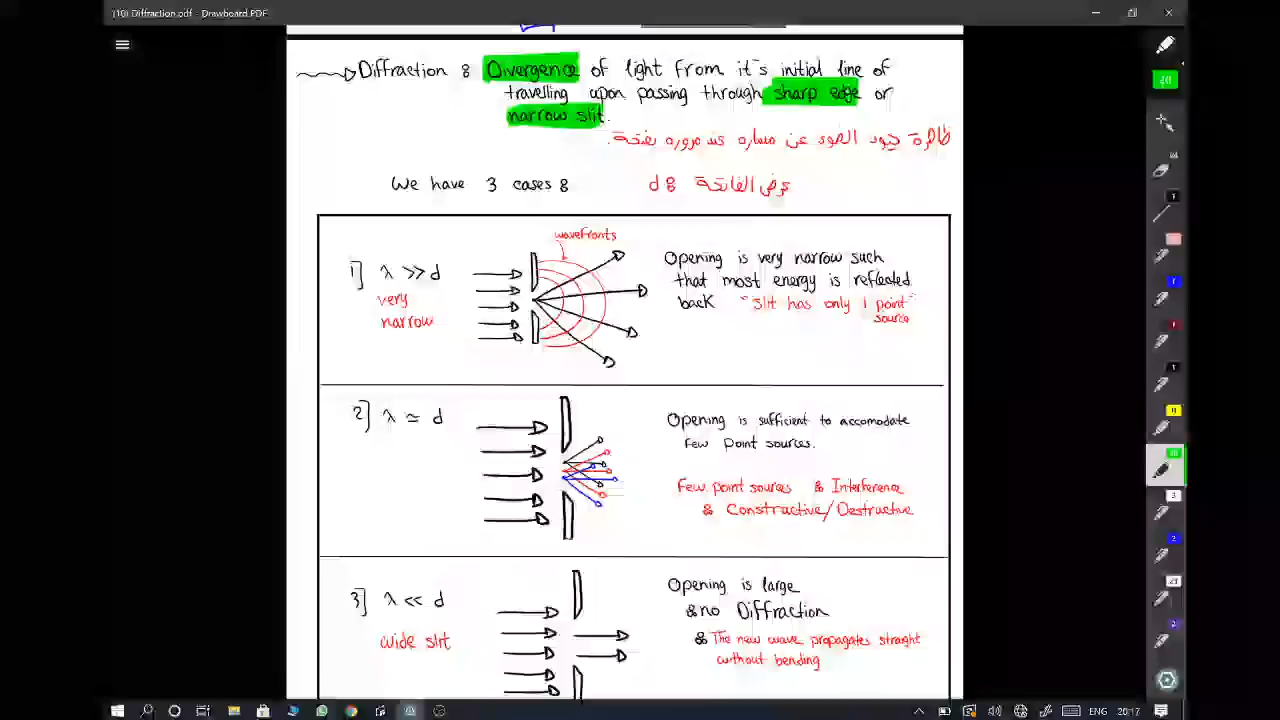 (10) Diffraction.pdf - Drawboard PDF
Diffraction : Divergence of light from it's initial line of
travelling upon passing through sharp edge or
narrow slit.
ظاهرة حيود الضوء عن مساره عند مروره بفتحة.
We have 3 cases :
d : عرض الفاتحة
wavefronts
1] λ >> d
very
narrow
Opening is very narrow such
that most energy is reflected
back "slit has only 1 point
source"
2] λ ≃ d
Opening is sufficient to accomodate
few point sources.
Few point sources : Interference
: Constructive/Destructive
3] λ << d
wide slit
Opening is large
: no Diffraction
: The new wave propagates straight
without bending
ENG 20:17